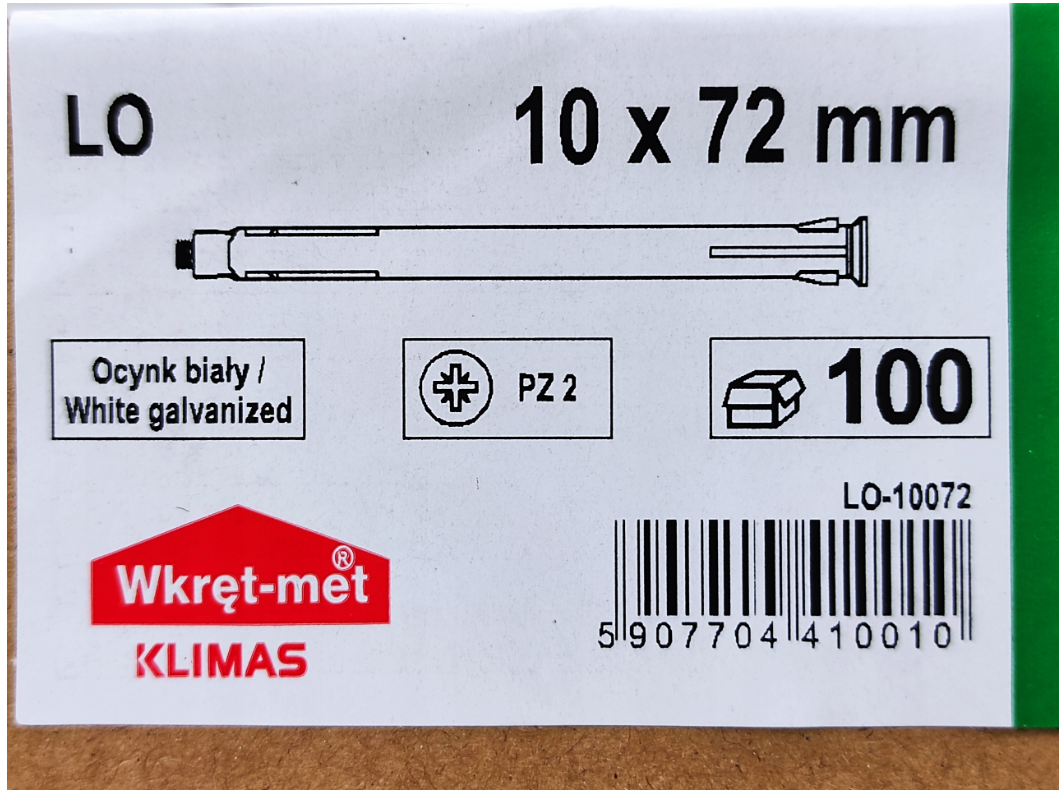 LO 10 x 72 mm
Ocynk biały /
White galvanized
PZ 2
100
LO-10072
Wkręt-met®
KLIMAS
5 907704 410010